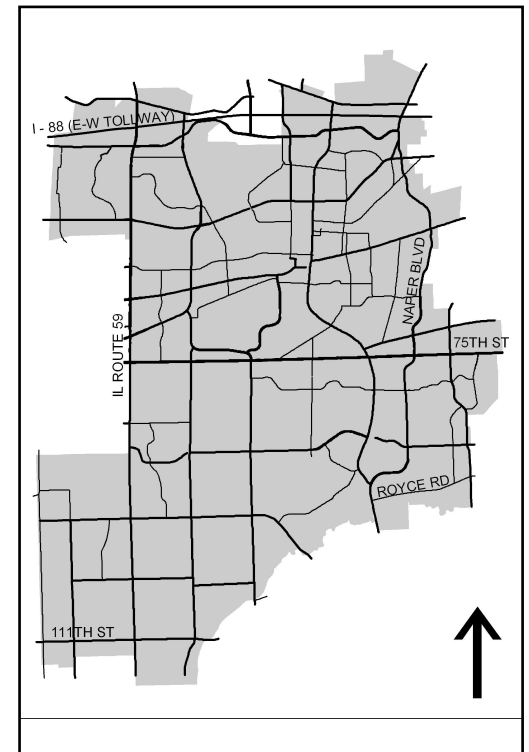 I - 88 (E-W TOLLWAY)
NAPER BLVD
IL ROUTE 59
75TH ST
ROYCE RD
111TH ST